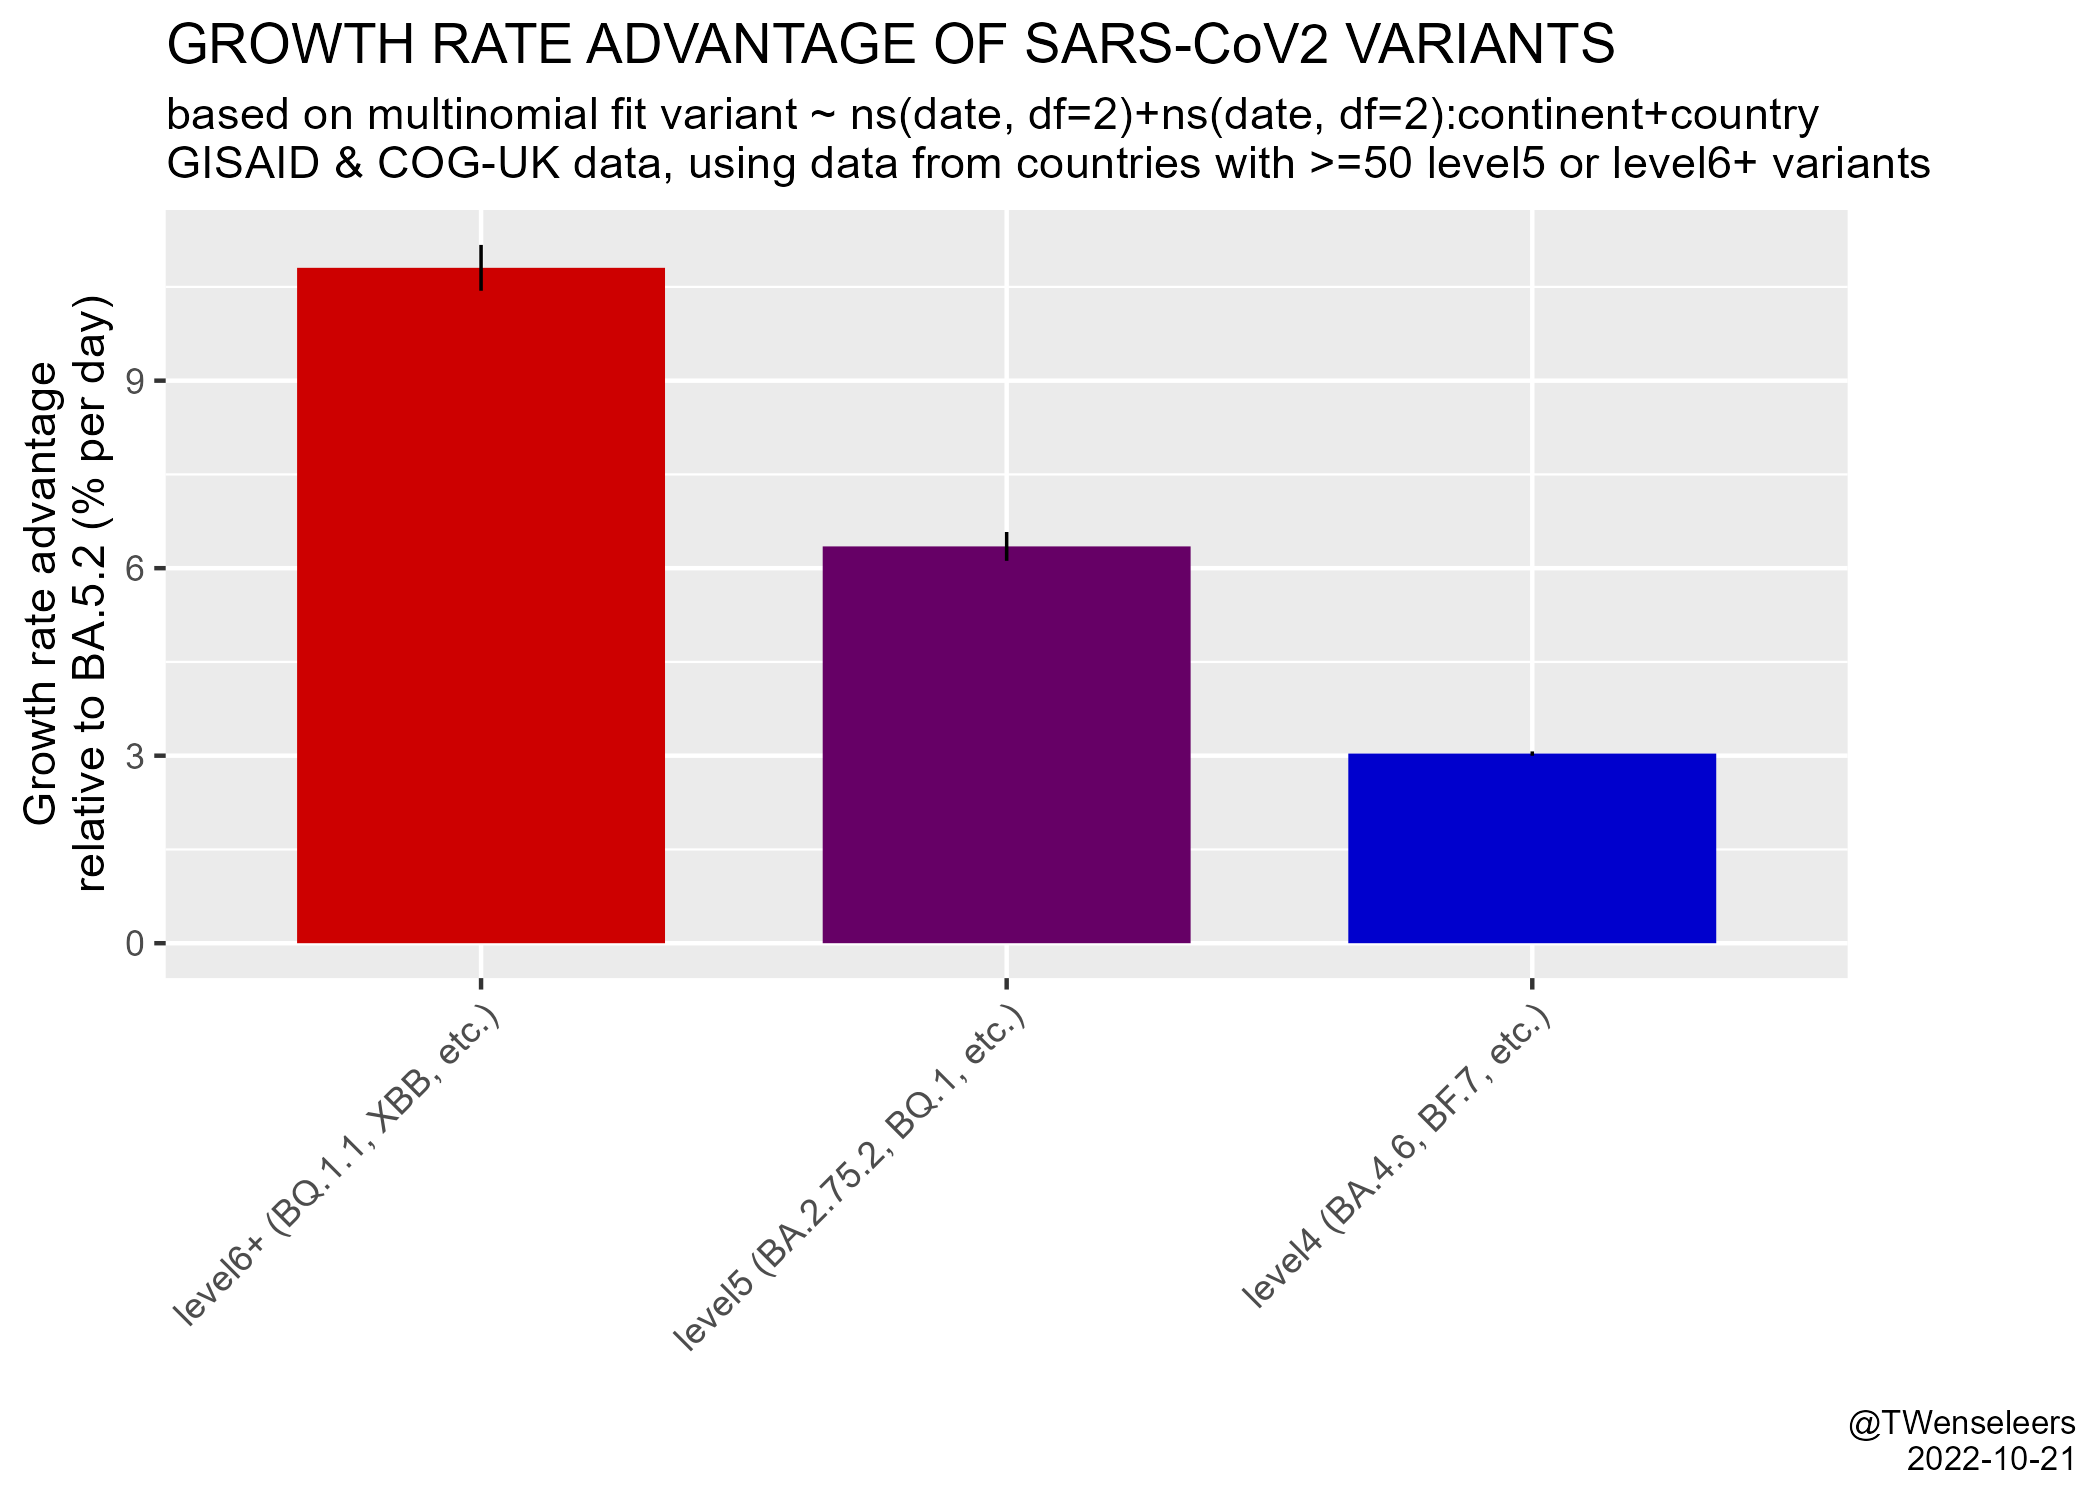 GROWTH RATE ADVANTAGE OF SARS-CoV2 VARIANTS
based on multinomial fit variant ~ ns(date, df=2)+ns(date, df=2):continent+country
GISAID & COG-UK data, using data from countries with >=50 level5 or level6+ variants
Growth rate advantage
relative to BA.5.2 (% per day)
9
6
3
0
level6+ (BQ.1.1, XBB, etc.)
level5 (BA.2.75.2, BQ.1, etc.)
level4 (BA.4.6, BF.7, etc.)
@TWenseleers
2022-10-21